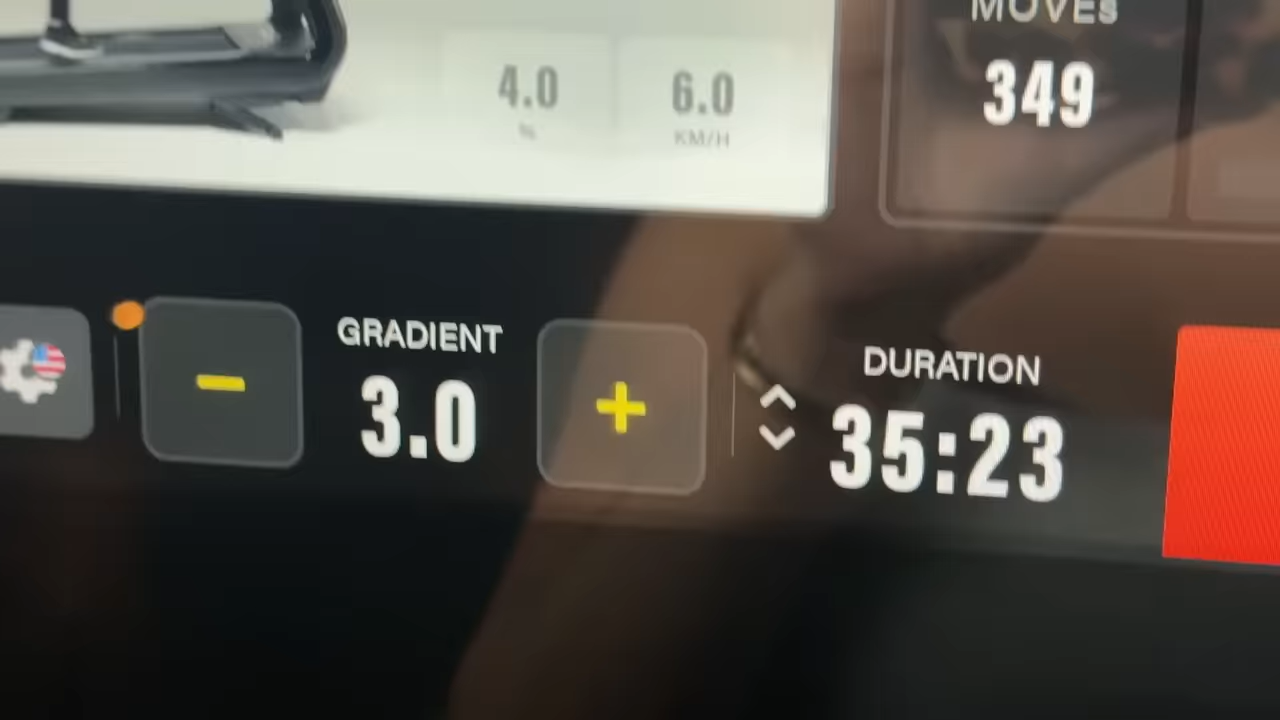 MOVEs
349
4.0
6.0
%
KM/H
GRADIENT
3.0
DURATION
35:23